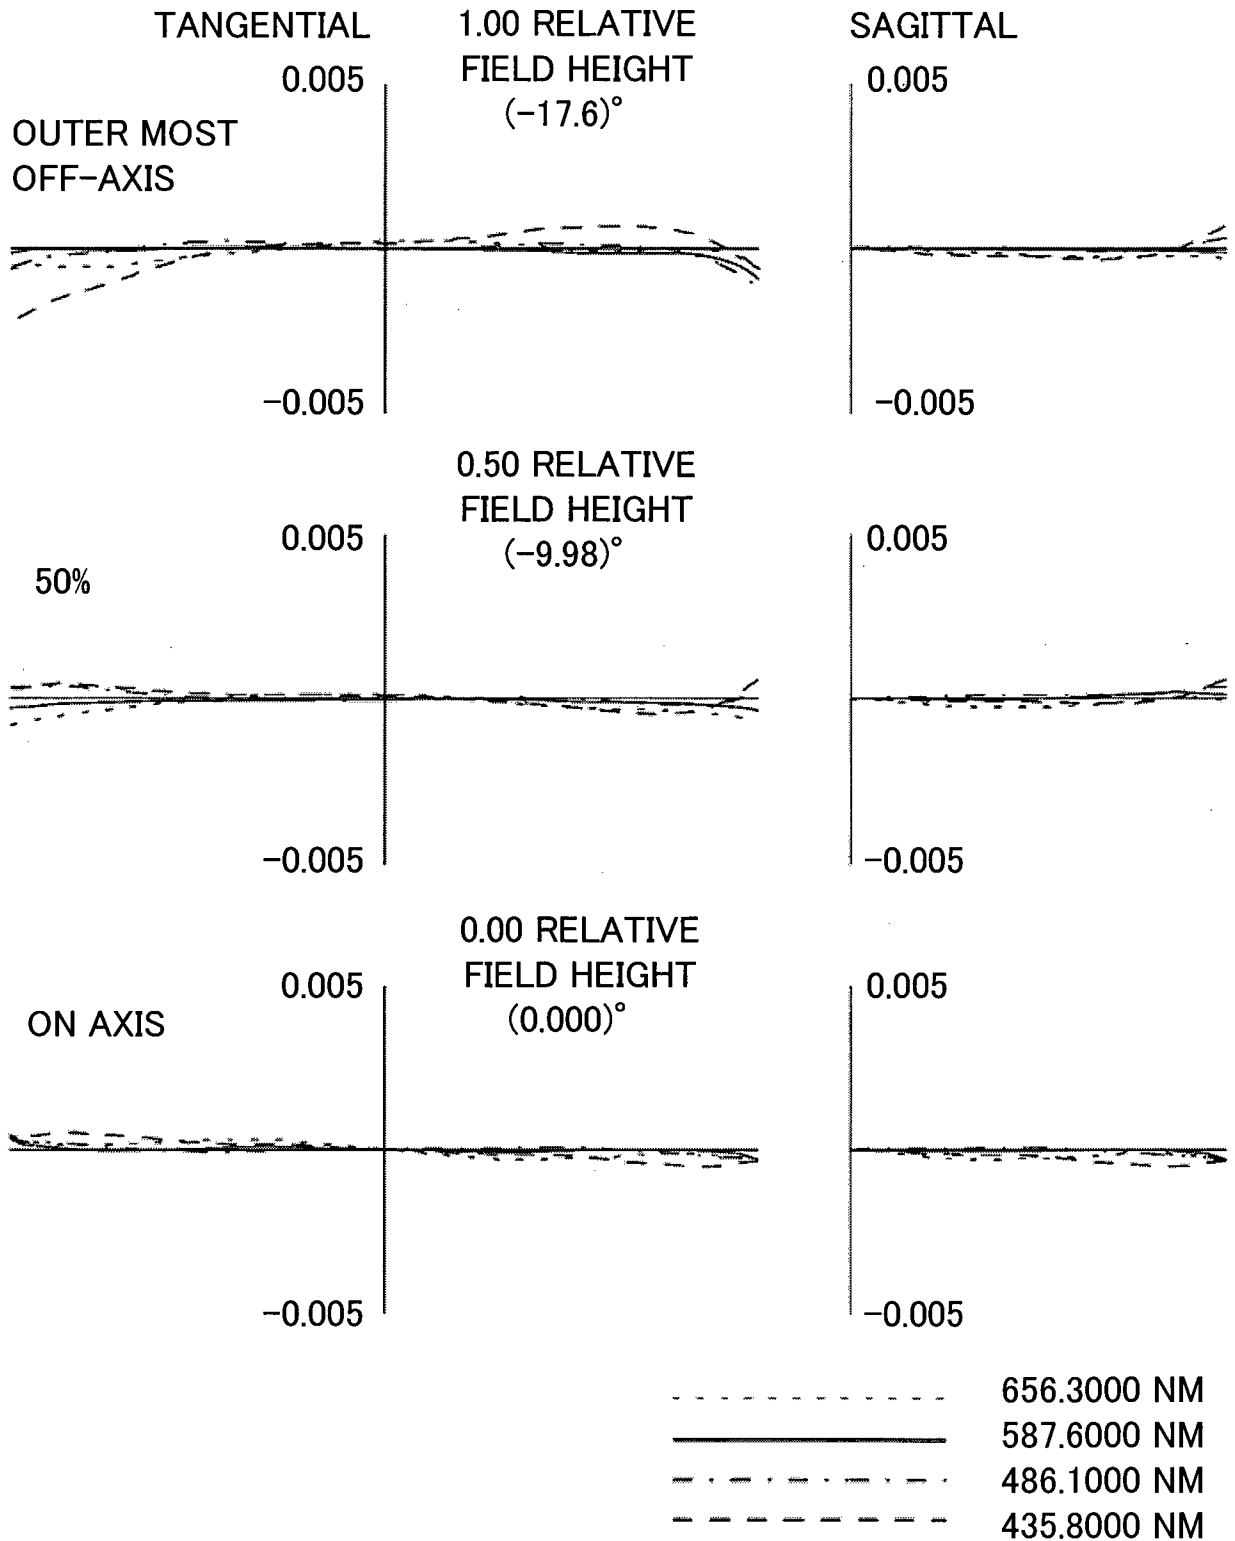 TANGENTIAL
1.00 RELATIVE
FIELD HEIGHT
(-17.6)°
SAGITTAL
0.005
0.005
OUTER MOST
OFF-AXIS
-0.005
-0.005
0.50 RELATIVE
FIELD HEIGHT
(-9.98)°
0.005
0.005
50%
-0.005
-0.005
0.00 RELATIVE
FIELD HEIGHT
(0.000)°
0.005
0.005
ON AXIS
-0.005
-0.005
656.3000 NM
587.6000 NM
486.1000 NM
435.8000 NM